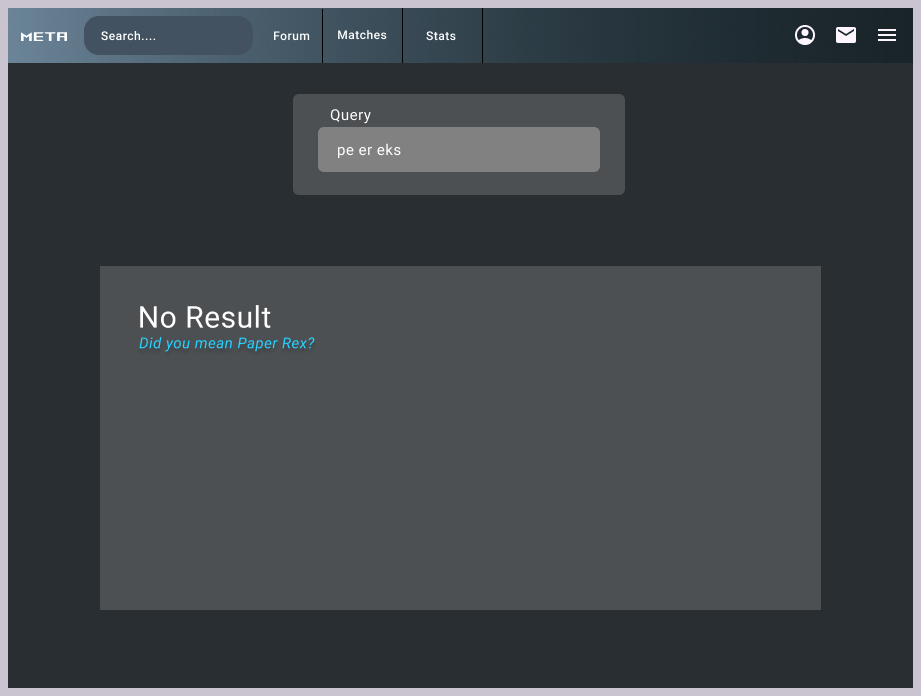 META
Search....
Forum
Matches
Stats
Query
pe er eks
No Result
Did you mean Paper Rex?